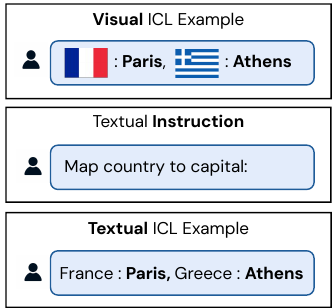 Visual ICL Example
: Paris, : Athens
Textual Instruction
Map country to capital:
Textual ICL Example
France : Paris, Greece : Athens